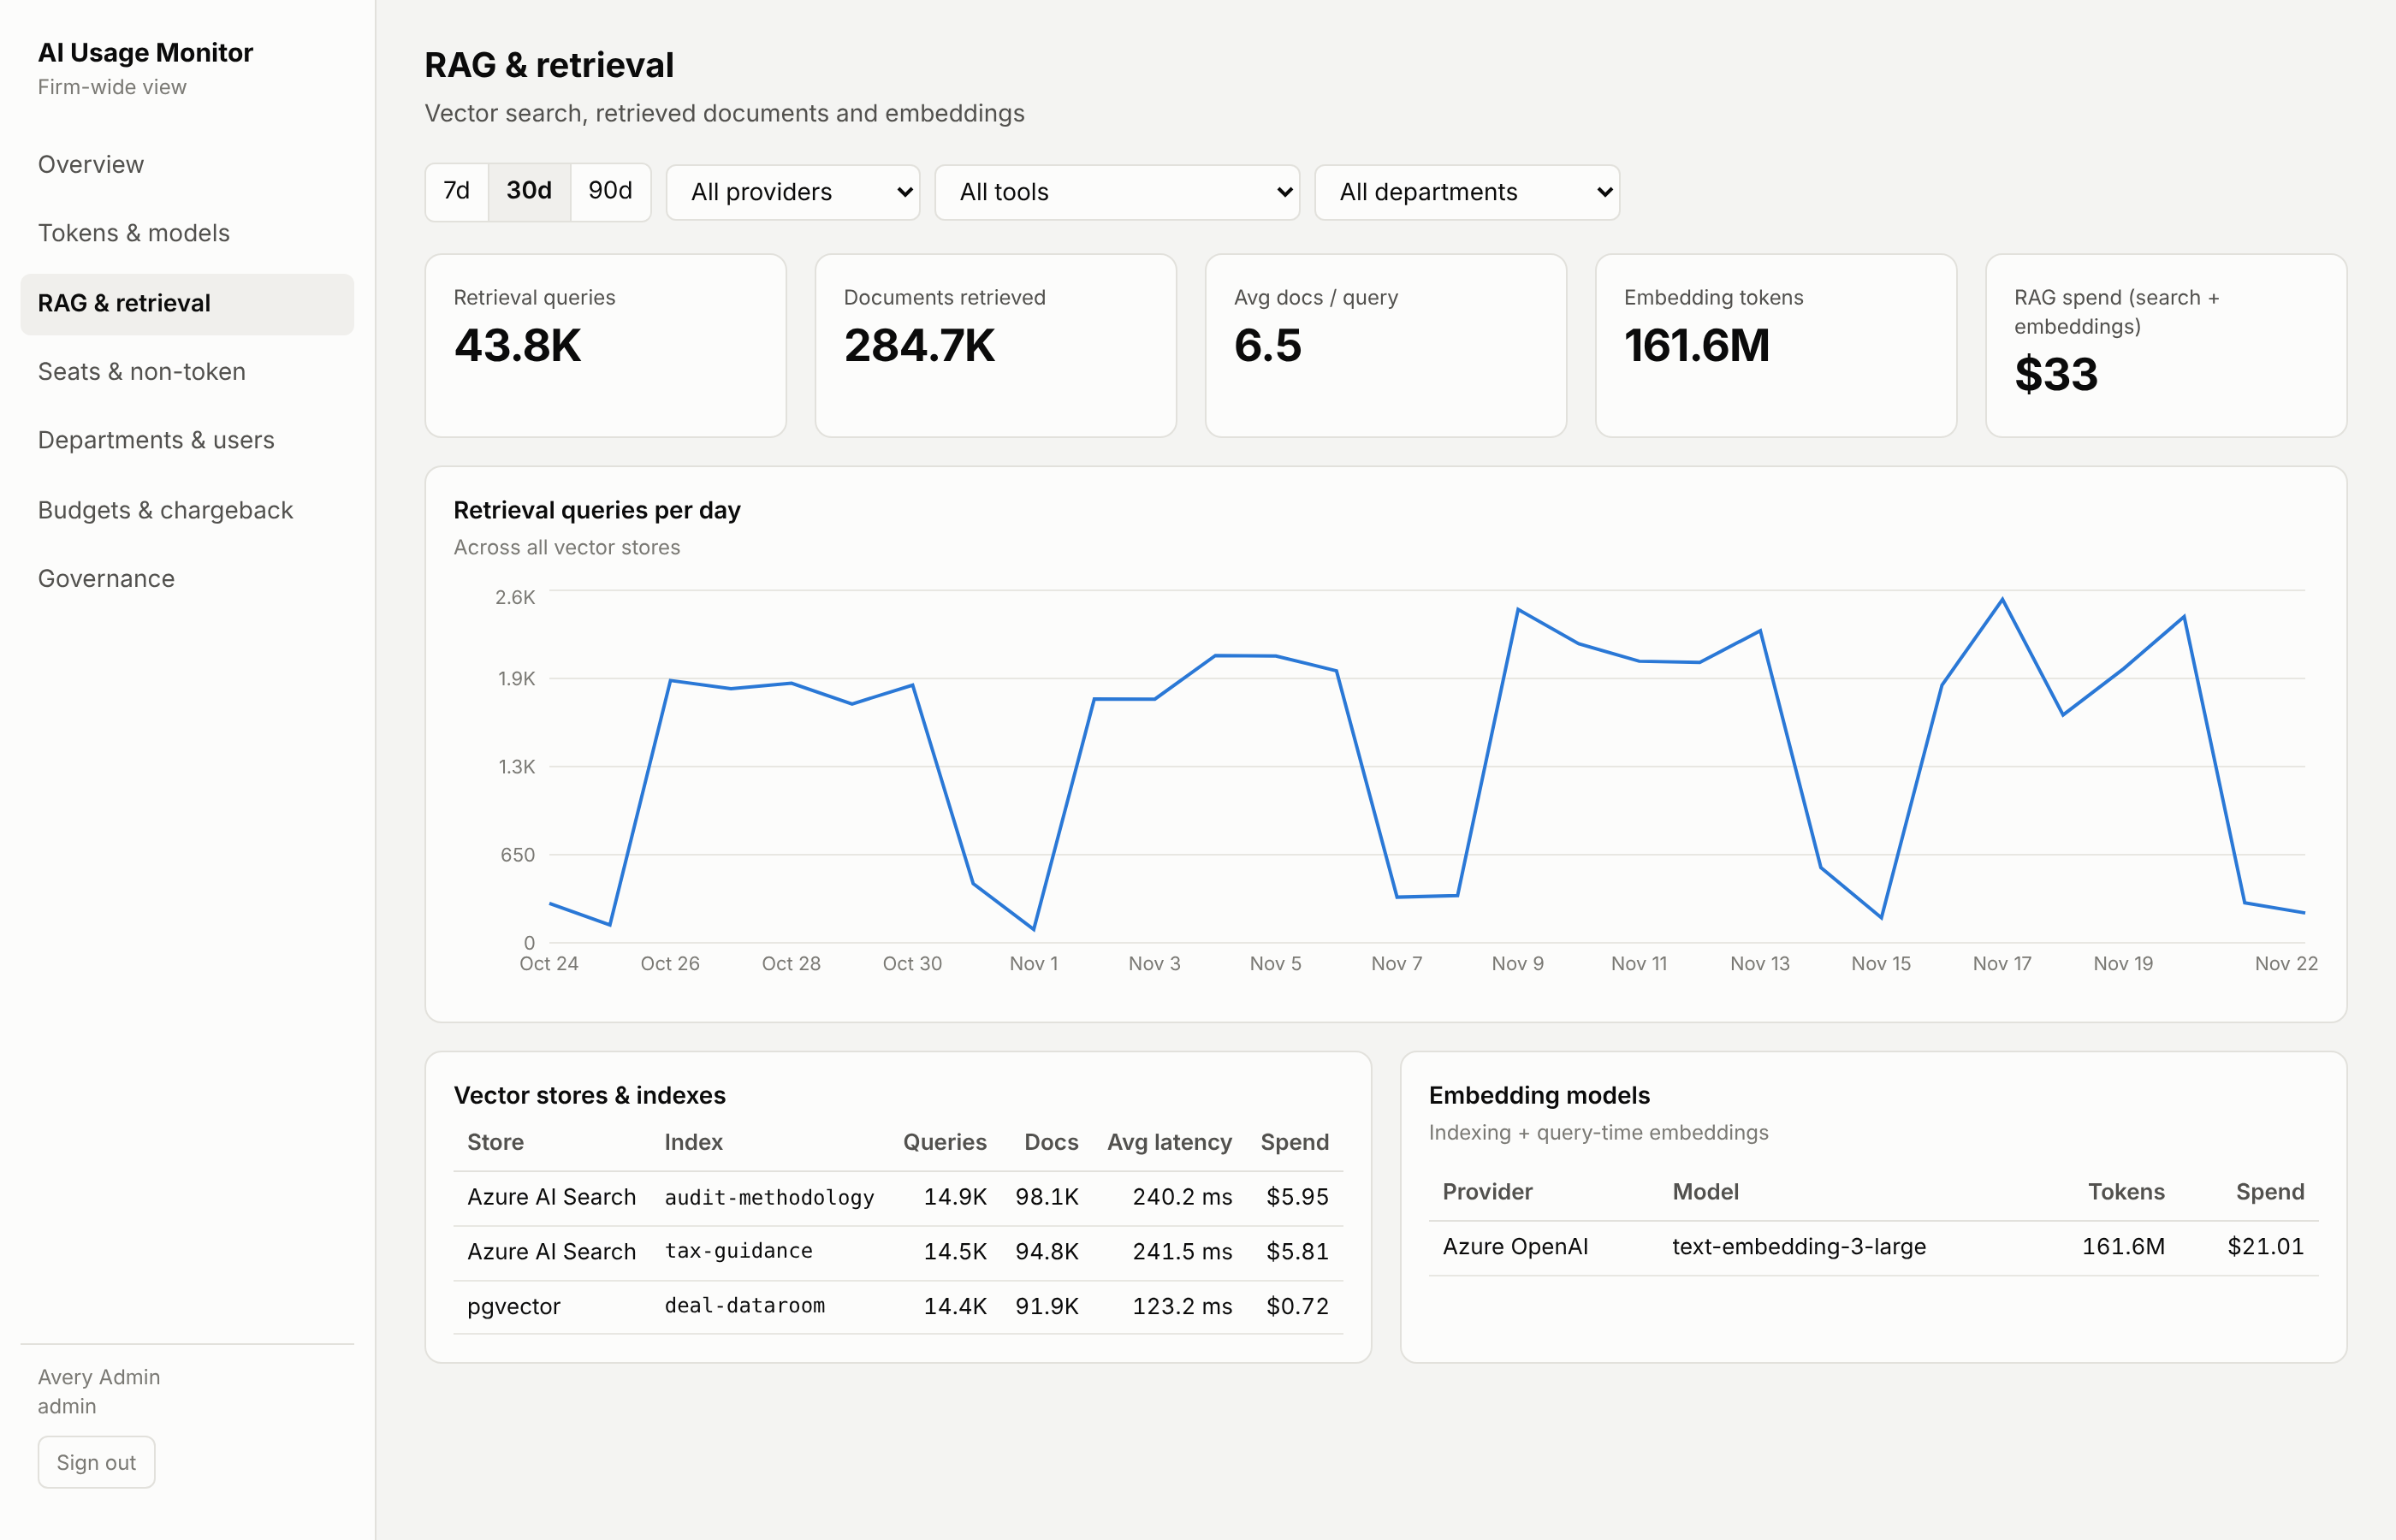 AI Usage Monitor
Firm-wide view
Overview
Tokens & models
RAG & retrieval
Seats & non-token
Departments & users
Budgets & chargeback
Governance
Avery Admin
admin
Sign out
RAG & retrieval
Vector search, retrieved documents and embeddings
7d 30d 90d All providers All tools All departments
Retrieval queries
43.8K
Documents retrieved
284.7K
Avg docs / query
6.5
Embedding tokens
161.6M
RAG spend (search +
embeddings)
$33
Retrieval queries per day
Across all vector stores
2.6K
1.9K
1.3K
650
0
Oct 24 Oct 26 Oct 28 Oct 30 Nov 1 Nov 3 Nov 5 Nov 7 Nov 9 Nov 11 Nov 13 Nov 15 Nov 17 Nov 19 Nov 22
Vector stores & indexes
Store Index Queries Docs Avg latency Spend
Azure AI Search audit-methodology 14.9K 98.1K 240.2 ms $5.95
Azure AI Search tax-guidance 14.5K 94.8K 241.5 ms $5.81
pgvector deal-dataroom 14.4K 91.9K 123.2 ms $0.72
Embedding models
Indexing + query-time embeddings
Provider Model Tokens Spend
Azure OpenAI text-embedding-3-large 161.6M $21.01